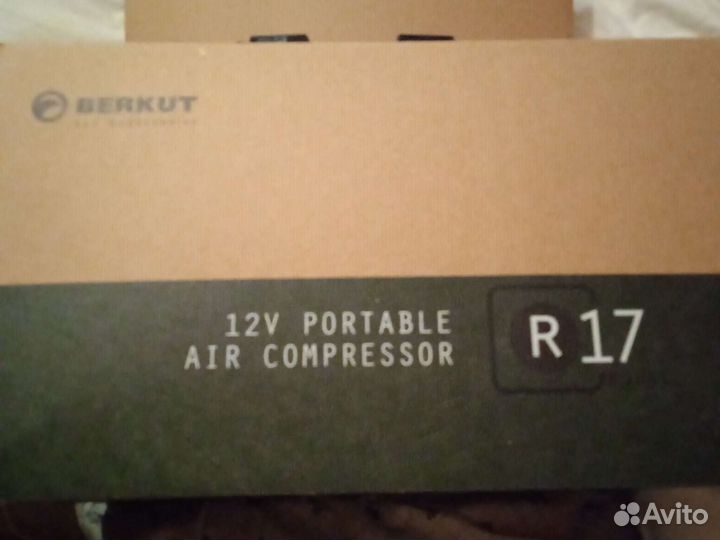 BERKUT
12V PORTABLE
AIR COMPRESSOR
R 17
Avito